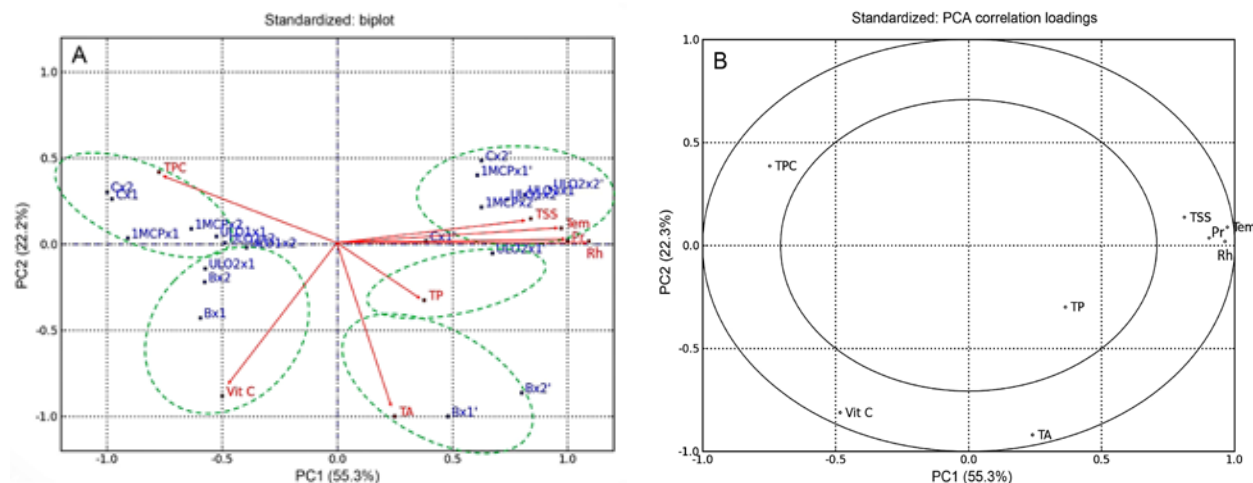 Standardized: biplot
A
PC2 (22.2%)
1.0
0.5
0.0
-0.5
-1.0
TPC
Cx2
Cx1
1MCPx2
1MCPx1
ULO1x1
ULO2x1
Bx2
Bx1
Vit C
Cx2'
1MCPx1'
1MCPx2'
TSS
Tem
Pr
Rh
Cx1'
ULO2x1'
TP
TA
Bx2'
Bx1'
-1.0 -0.5 0.0 0.5 1.0
PC1 (55.3%)
Standardized: PCA correlation loadings
B
PC2 (22.3%)
1.0
0.5
0.0
-0.5
-1.0
TPC
TSS
Pr
Tem
Rh
TP
Vit C
TA
-1.0 -0.5 0.0 0.5 1.0
PC1 (55.3%)